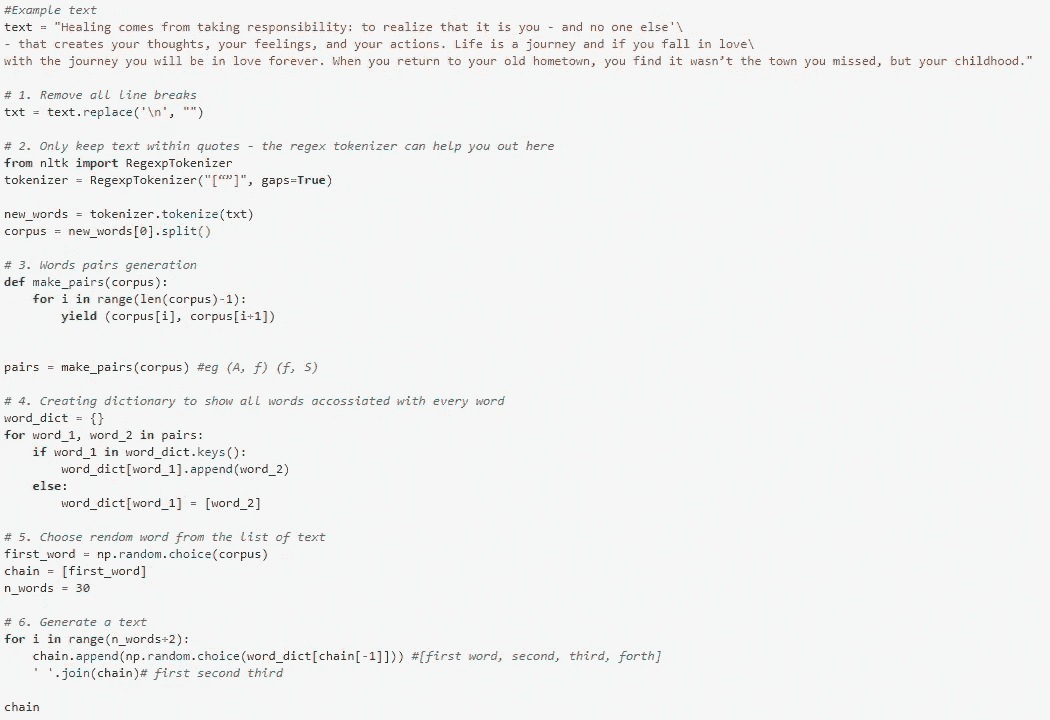 #Example text
text = "Healing comes from taking responsibility: to realize that it is you - and no one else'\
- that creates your thoughts, your feelings, and your actions. Life is a journey and if you fall in love\
with the journey you will be in love forever. When you return to your old hometown, you find it wasn’t the town you missed, but your childhood."
# 1. Remove all line breaks
txt = text.replace('\n', "")
# 2. Only keep text within quotes - the regex tokenizer can help you out here
from nltk import RegexpTokenizer
tokenizer = RegexpTokenizer("[“”]", gaps=True)
new_words = tokenizer.tokenize(txt)
corpus = new_words[0].split()
# 3. Words pairs generation
def make_pairs(corpus):
    for i in range(len(corpus)-1):
        yield (corpus[i], corpus[i+1])
pairs = make_pairs(corpus) #eg (A, f) (f, S)
# 4. Creating dictionary to show all words accossiated with every word
word_dict = {}
for word_1, word_2 in pairs:
    if word_1 in word_dict.keys():
        word_dict[word_1].append(word_2)
    else:
        word_dict[word_1] = [word_2]
# 5. Choose rendom word from the list of text
first_word = np.random.choice(corpus)
chain = [first_word]
n_words = 30
# 6. Generate a text
for i in range(n_words+2):
    chain.append(np.random.choice(word_dict[chain[-1]])) #[first word, second, third, forth]
    ' '.join(chain)# first second third
chain